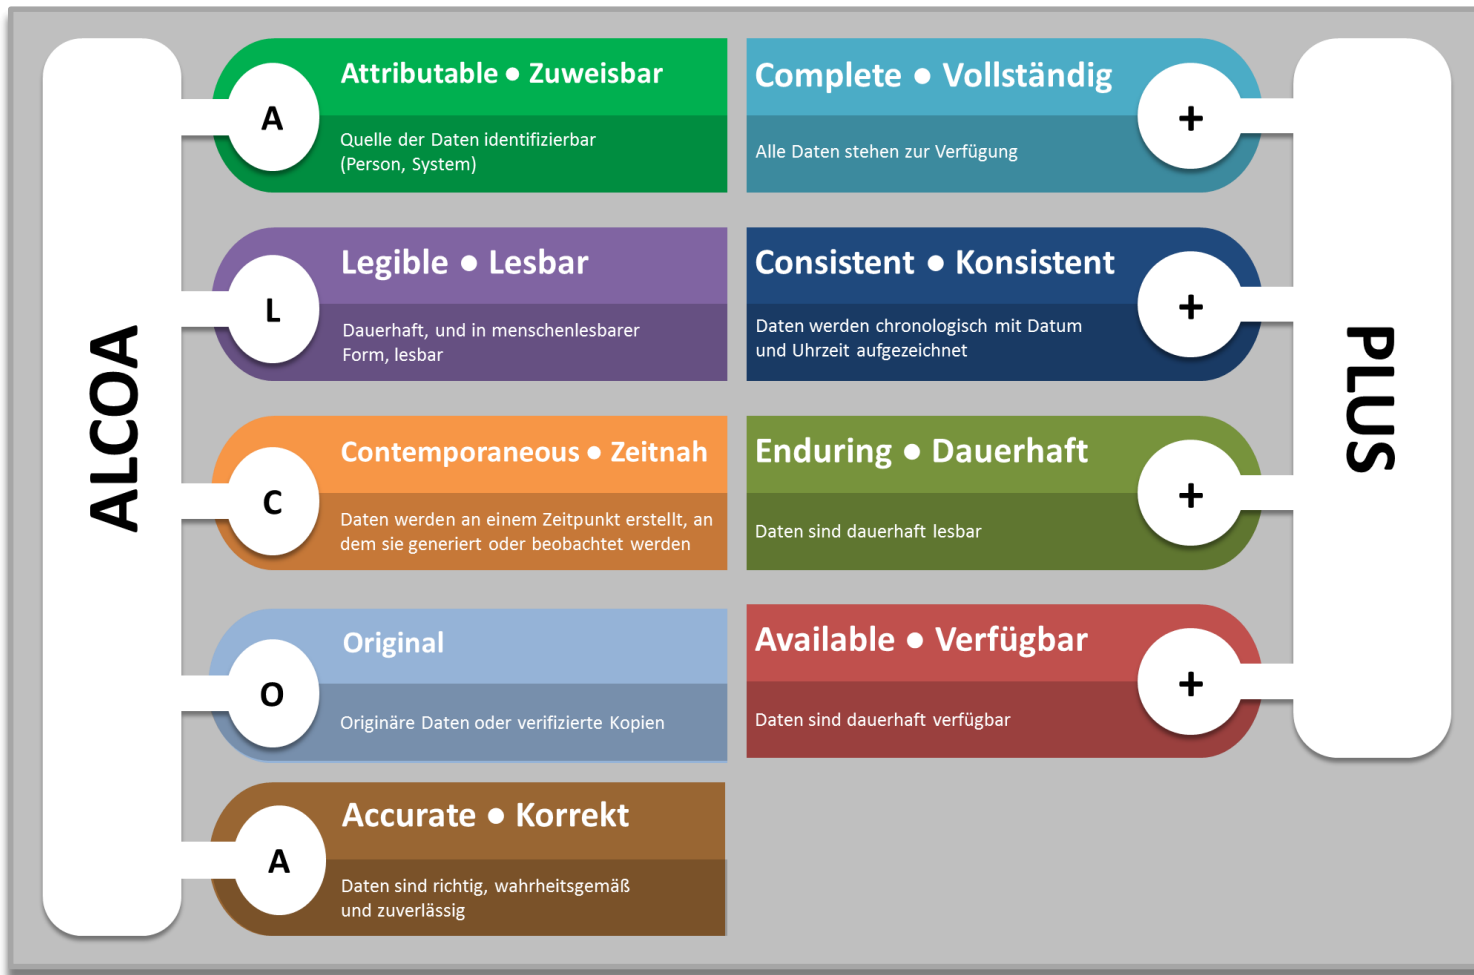 ALCOA
A
Attributable ● Zuweisbar
Quelle der Daten identifizierbar
(Person, System)
L
Legible ● Lesbar
Dauerhaft, und in menschenlesbarer
Form, lesbar
C
Contemporaneous ● Zeitnah
Daten werden an einem Zeitpunkt erstellt, an
dem sie generiert oder beobachtet werden
O
Original
Originäre Daten oder verifizierte Kopien
A
Accurate ● Korrekt
Daten sind richtig, wahrheitsgemäß
und zuverlässig
Complete ● Vollständig
Alle Daten stehen zur Verfügung
+
Consistent ● Konsistent
Daten werden chronologisch mit Datum
und Uhrzeit aufgezeichnet
+
Enduring ● Dauerhaft
Daten sind dauerhaft lesbar
+
Available ● Verfügbar
Daten sind dauerhaft verfügbar
+
PLUS